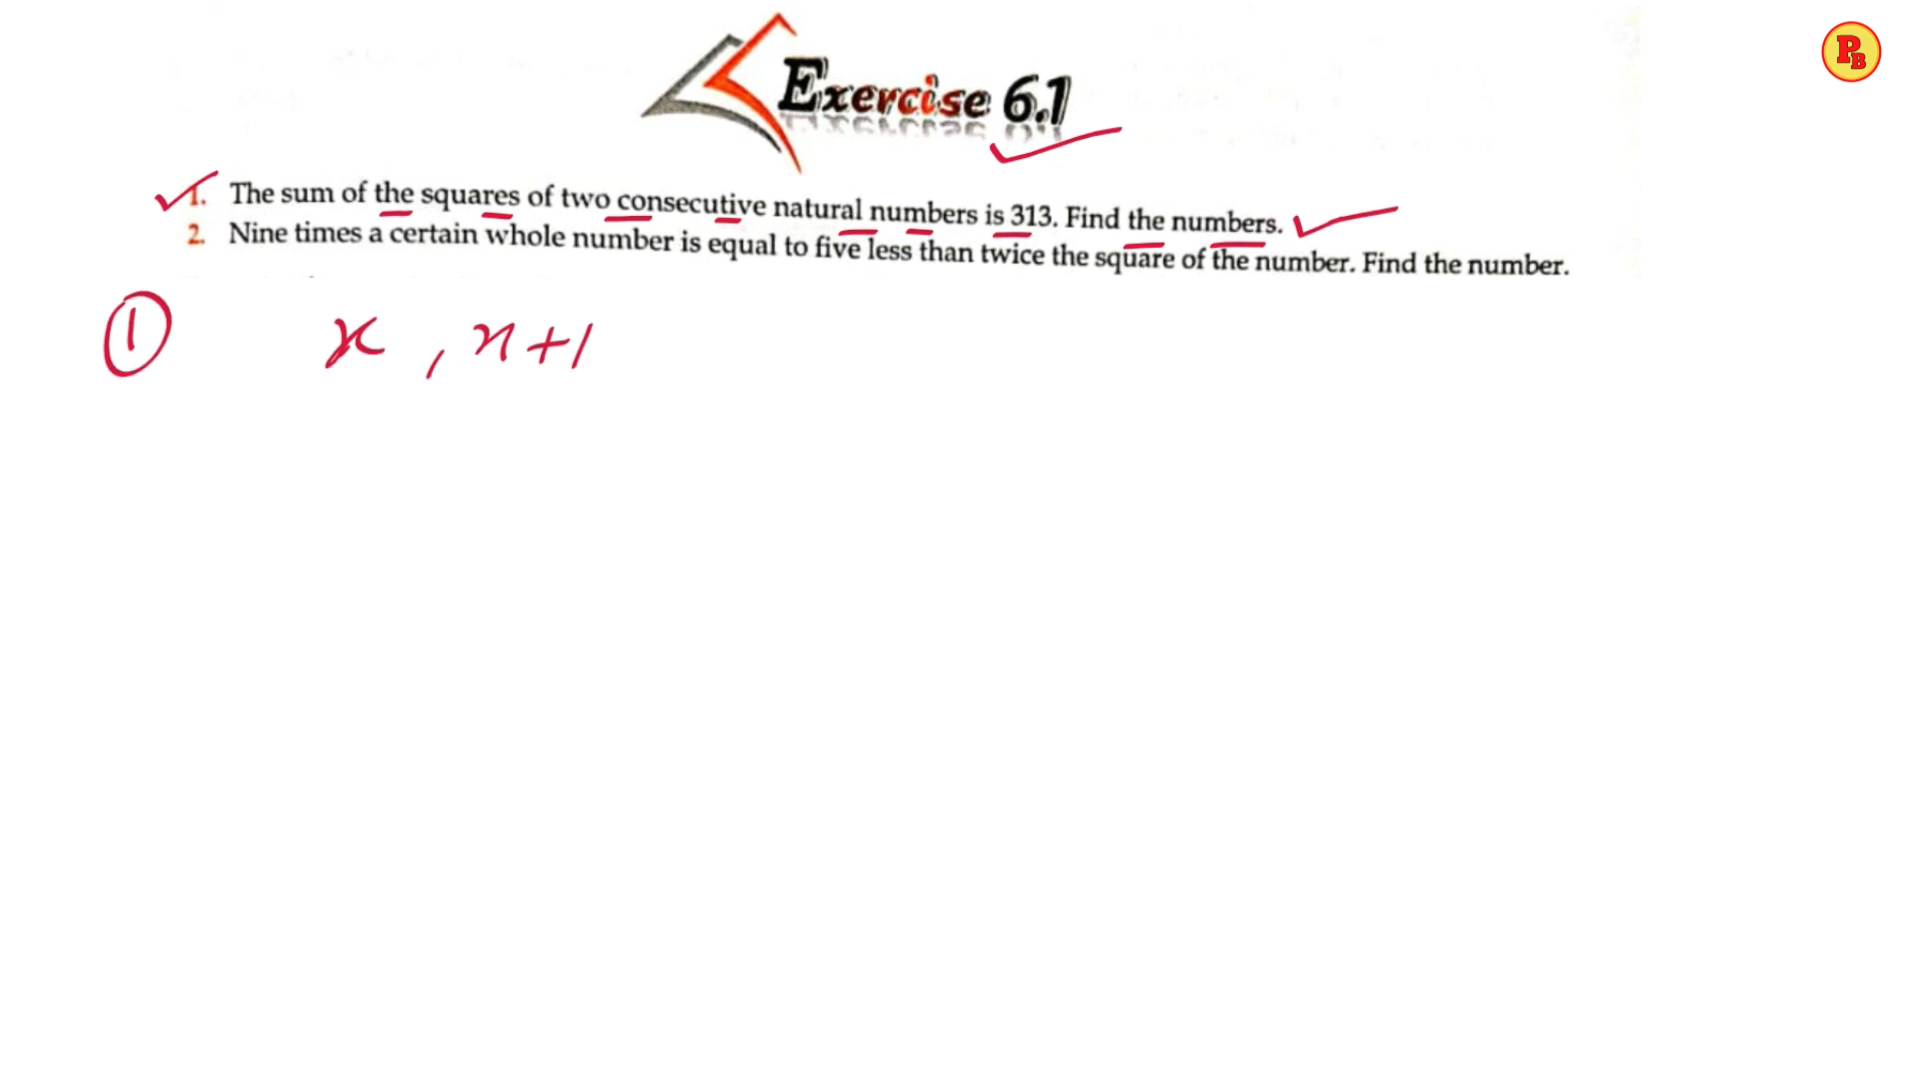 Exercise 6.1
1. The sum of the squares of two consecutive natural numbers is 313. Find the numbers.
2. Nine times a certain whole number is equal to five less than twice the square of the number. Find the number.
① x , x+1
PB